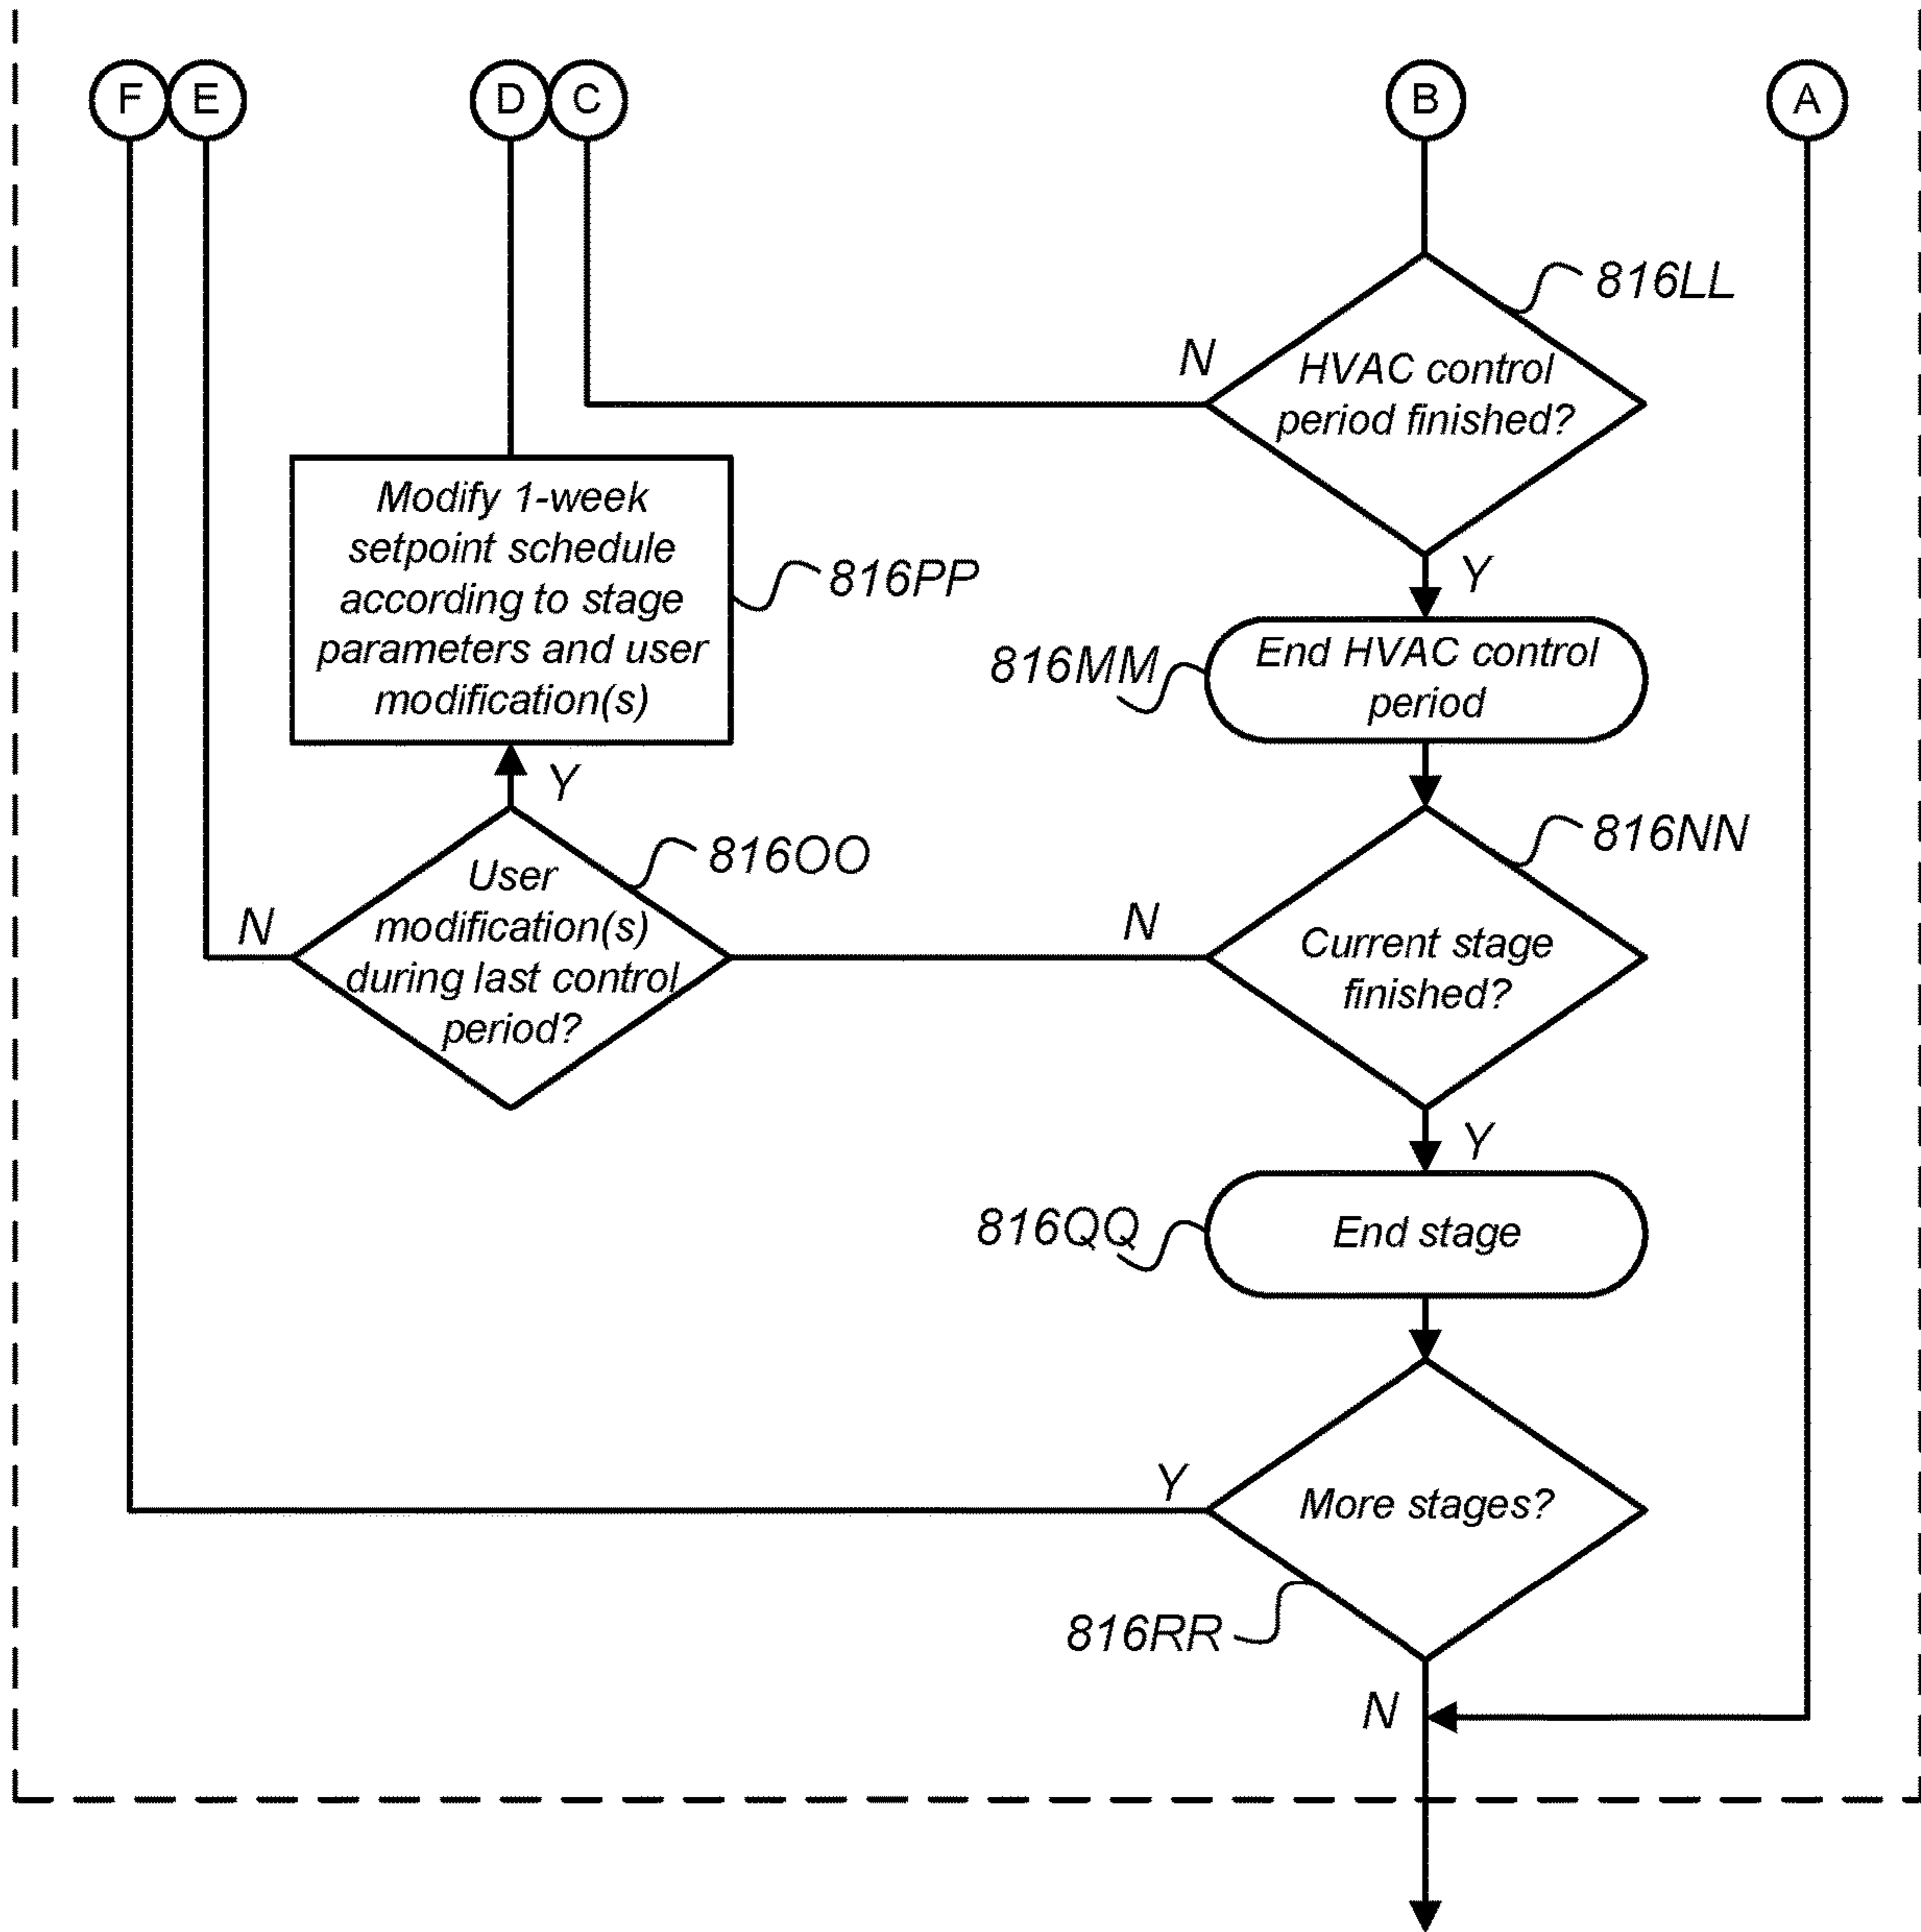 F
E
D
C
B
A
816LL
N
HVAC control
period finished?
Y
Modify 1-week
setpoint schedule
according to stage
parameters and user
modification(s)
816PP
816MM
End HVAC control
period
Y
816OO
816NN
User
modification(s)
during last control
period?
N
N
Current stage
finished?
Y
816QQ
End stage
Y
More stages?
816RR
N